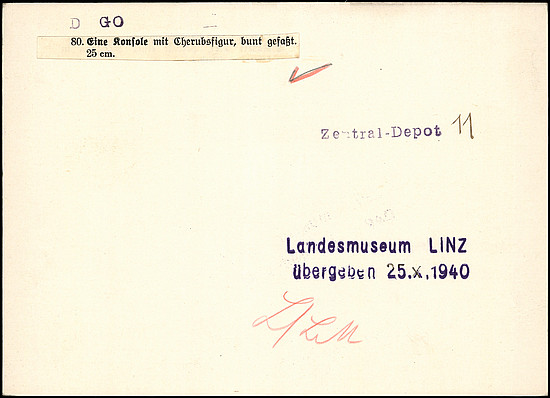 D GO
80. Eine Konsole mit Cherubsfigur, bunt gefaßt.
25 cm.
Zentral-Depot 11
Landesmuseum LINZ
übergeben 25.X.1940